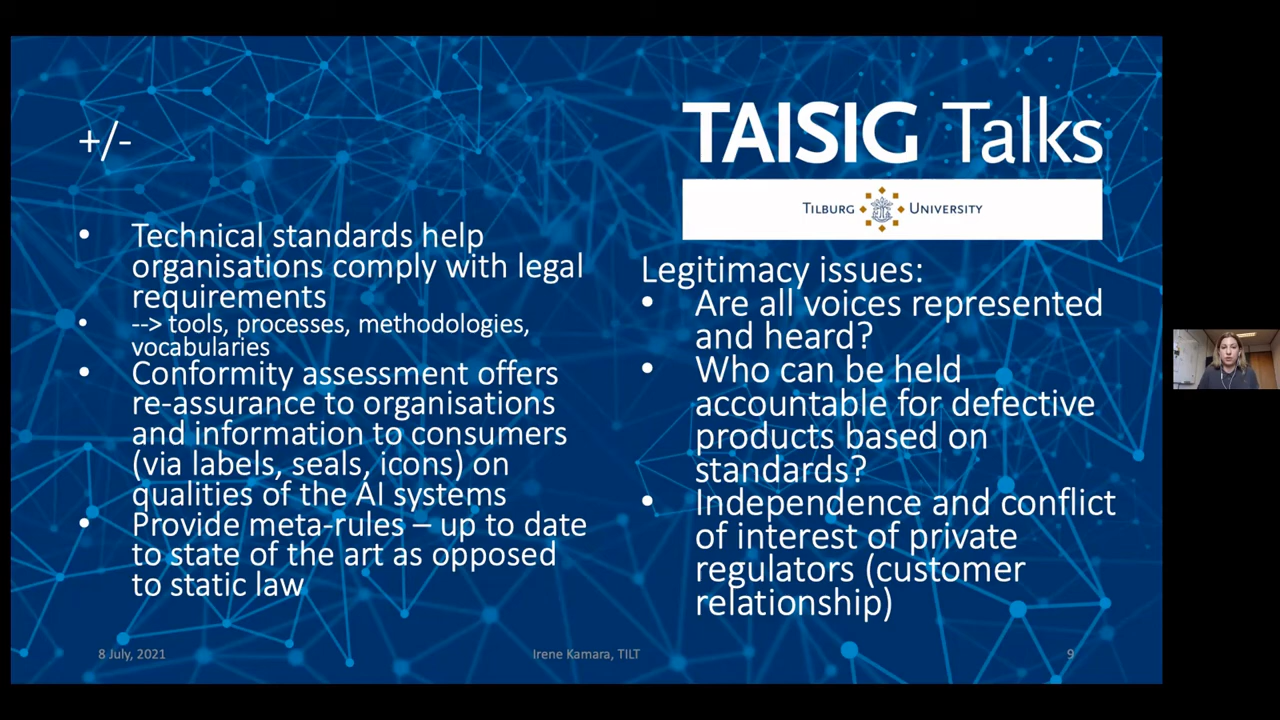 +/-
TAISIG Talks
TILBURG UNIVERSITY
• Technical standards help
organisations comply with legal
requirements
• --> tools, processes, methodologies,
vocabularies
• Conformity assessment offers
re-assurance to organisations
and information to consumers
(via labels, seals, icons) on
qualities of the AI systems
• Provide meta-rules – up to date
to state of the art as opposed
to static law
Legitimacy issues:
• Are all voices represented
and heard?
• Who can be held
accountable for defective
products based on
standards?
• Independence and conflict
of interest of private
regulators (customer
relationship)
8 July, 2021
Irene Kamara, TILT
9